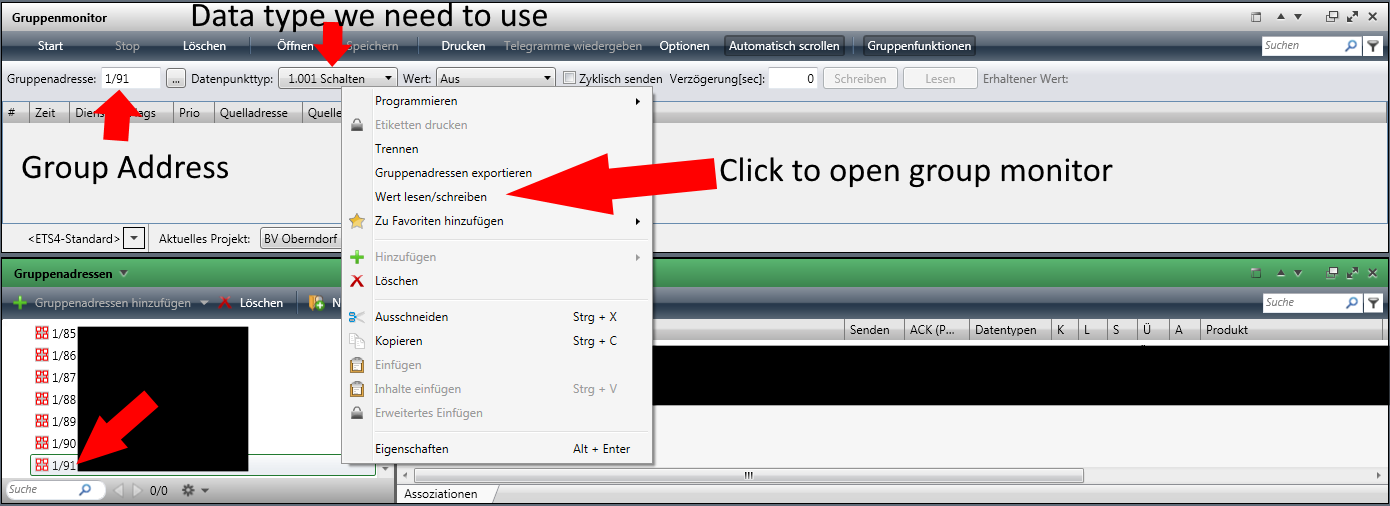 Data type we need to use
Gruppenmonitor
Start Stop Löschen Öffnen Speichern Drucken Telegramme wiedergeben Optionen Automatisch scrollen Gruppenfunktionen Suchen
Gruppenadresse: 1/91 ... Datenpunkttyp: 1.001 Schalten Wert: Aus Zyklisch senden Verzögerung[sec]: 0 Schreiben Lesen Erhaltener Wert:
# Zeit Prio Quelladresse
Group Address
Programmieren
Etiketten drucken
Trennen
Gruppenadressen exportieren
Wert lesen/schreiben
Zu Favoriten hinzufügen
Hinzufügen
Löschen
Ausschneiden Strg + X
Kopieren Strg + C
Einfügen
Inhalte einfügen Strg + V
Erweitertes Einfügen
Eigenschaften Alt + Enter
Click to open group monitor
<ETS4-Standard> Aktuelles Projekt: BV Oberndorf
Gruppenadressen
Gruppenadressen hinzufügen Löschen N Suche
Senden ACK (P... Datentypen K L S Ü A Produkt
1/85
1/86
1/87
1/88
1/89
1/90
1/91
Suche 0/0
Assoziationen